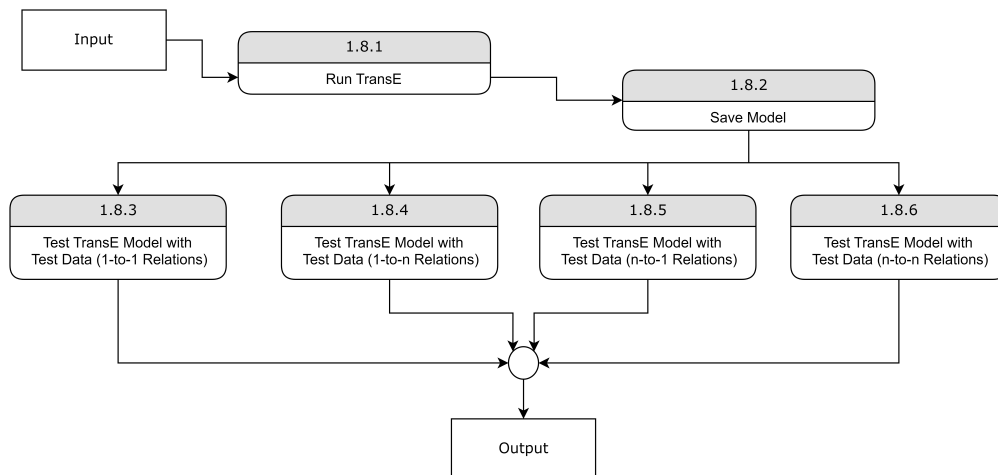 Input
1.8.1
Run TransE
1.8.2
Save Model
1.8.3
Test TransE Model with
Test Data (1-to-1 Relations)
1.8.4
Test TransE Model with
Test Data (1-to-n Relations)
1.8.5
Test TransE Model with
Test Data (n-to-1 Relations)
1.8.6
Test TransE Model with
Test Data (n-to-n Relations)
Output